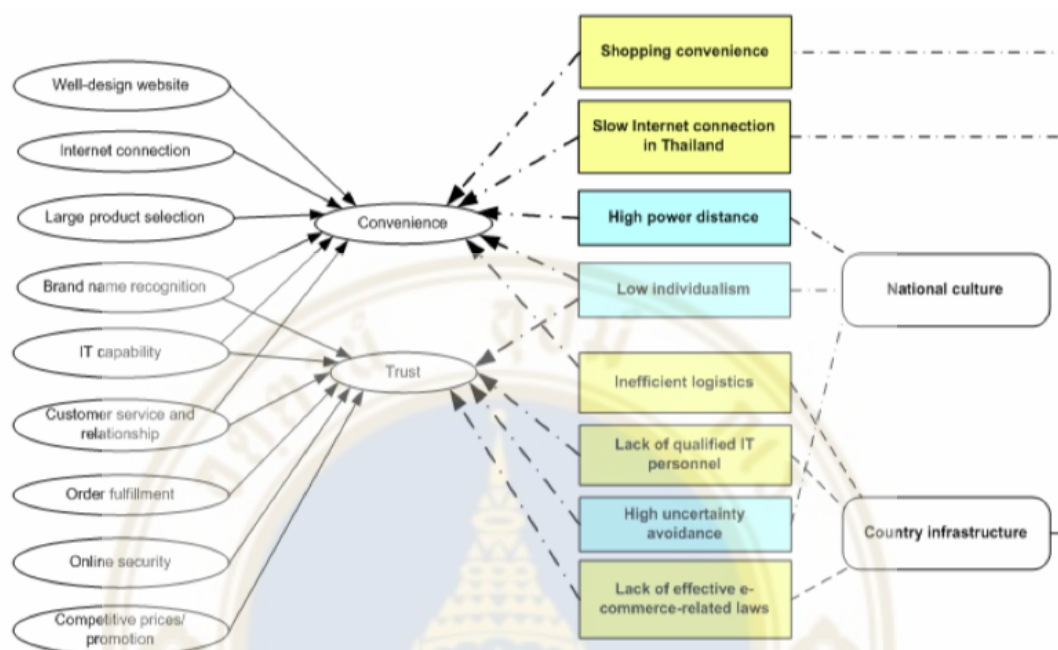 Well-design website
Internet connection
Large product selection
Brand name recognition
IT capability
Customer service and
relationship
Order fulfillment
Online security
Competitive prices/
promotion
Convenience
Trust
Shopping convenience
Slow Internet connection
in Thailand
High power distance
Low individualism
Inefficient logistics
Lack of qualified IT
personnel
High uncertainty
avoidance
Lack of effective e-
commerce-related laws
National culture
Country infrastructure